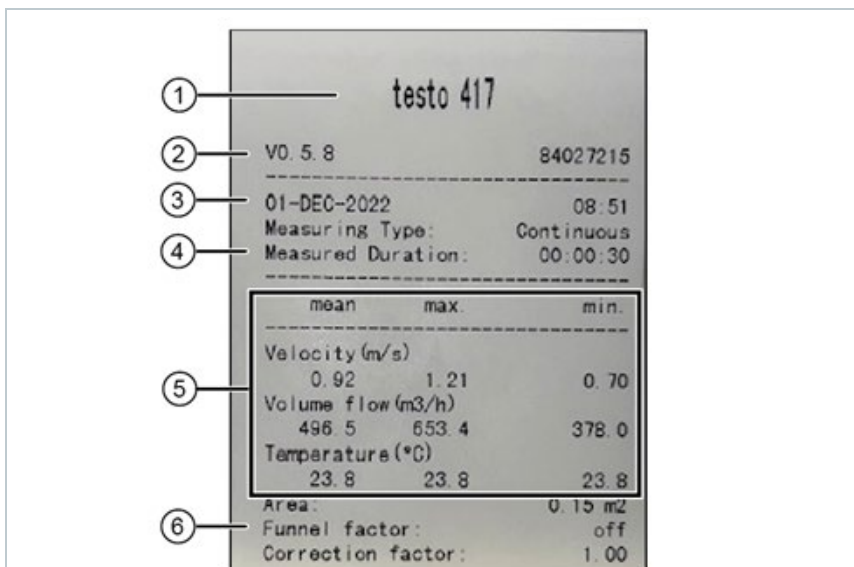 testo 417
① 
② V0.5.8 84027215
③ 01-DEC-2022 08:51
Measuring Type: Continuous
④ Measured Duration: 00:00:30
mean max. min.
Velocity(m/s)
0.92 1.21 0.70
⑤
Volume flow(m3/h)
496.5 653.4 378.0
Temperature(°C)
23.8 23.8 23.8
Area: 0.15 m2
⑥ Funnel factor: off
Correction factor: 1.00